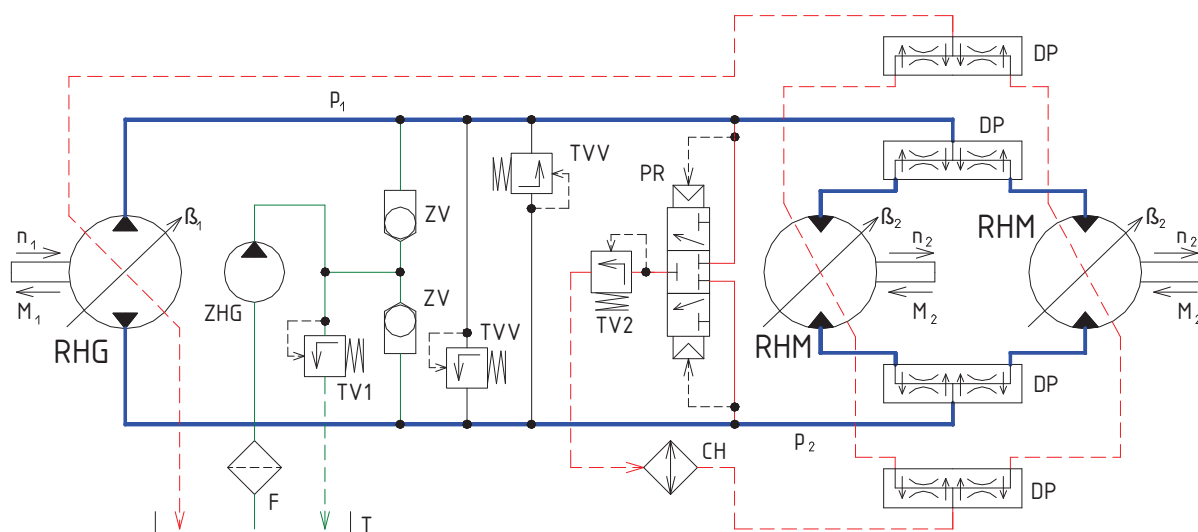 DP
p₁
DP
TVV
PR
ZV
RHM
ß₁
ß₂
ß₂
n₁
n₂
n₂
M₁
ZHG
M₂
M₂
ZV
TV2
RHG
TVV
RHM
TV1
DP
p₂
CH
F
DP
T